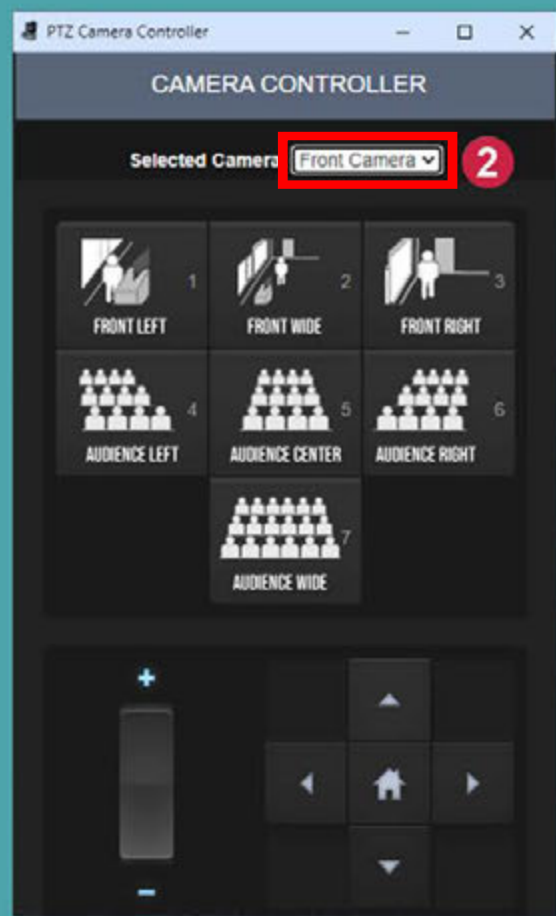 PTZ Camera Controller
CAMERA CONTROLLER
Selected Camera Front Camera 2
1 2 3
FRONT LEFT FRONT WIDE FRONT RIGHT
4 5 6
AUDIENCE LEFT AUDIENCE CENTER AUDIENCE RIGHT
7
AUDIENCE WIDE
+
-